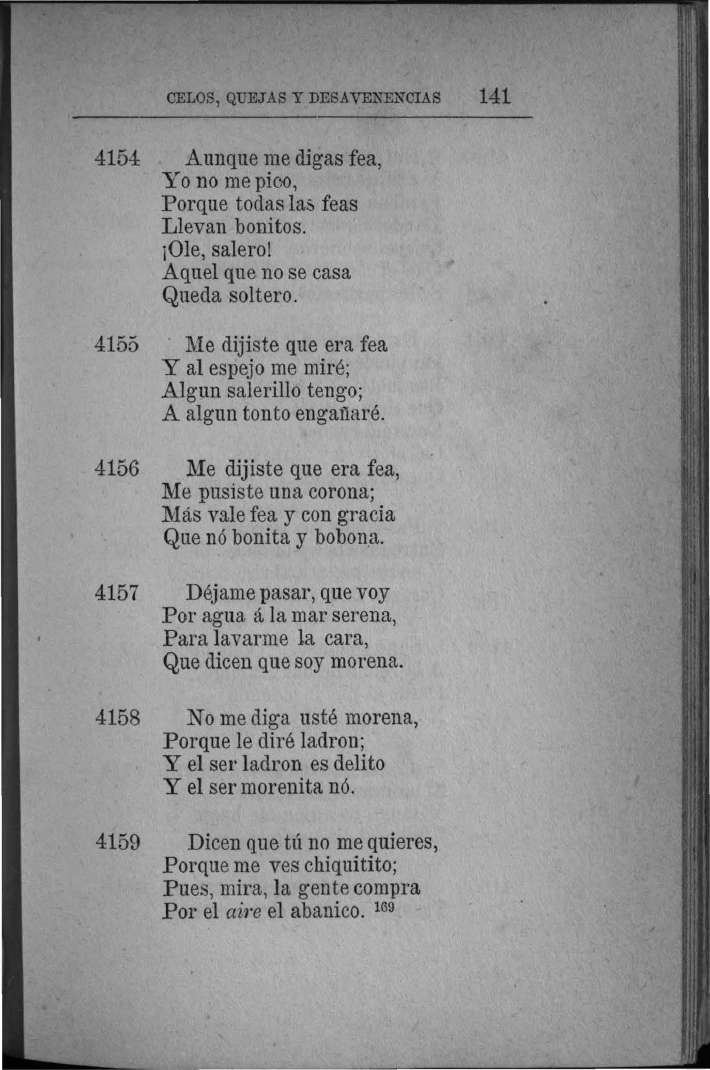 CELOS, QUEJAS Y DESAVENENCIAS 141
4154 Aunque me digas fea,
Yo no me pico,
Porque todas las feas
Llevan bonitos.
¡Ole, salero!
Aquel que no se casa
Queda soltero.
4155 Me dijiste que era fea
Y al espejo me miré;
Algun salerillo tengo;
A algun tonto engañaré.
4156 Me dijiste que era fea,
Me pusiste una corona;
Más vale fea y con gracia
Que nó bonita y bobona.
4157 Déjame pasar, que voy
Por agua á la mar serena,
Para lavarme la cara,
Que dicen que soy morena.
4158 No me diga usté morena,
Porque le diré ladron;
Y el ser ladron es delito
Y el ser morenita nó.
4159 Dicen que tú no me quieres,
Porque me ves chiquitito;
Pues, mira, la gente compra
Por el aire el abanico. 169